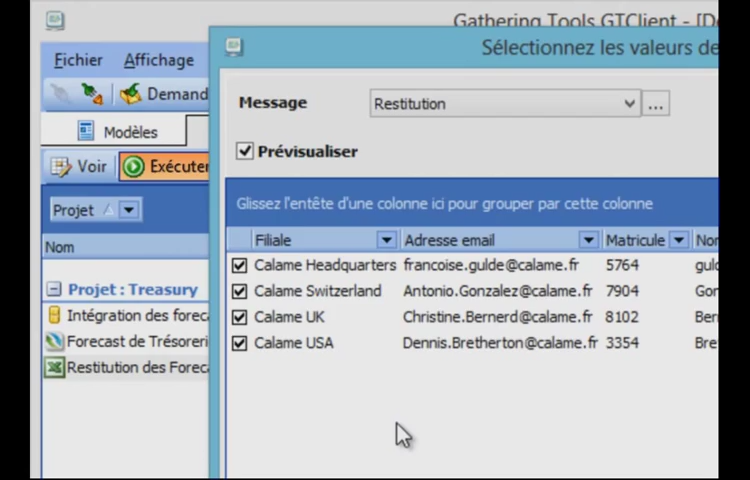 Gathering Tools GTClient - [De
Sélectionnez les valeurs de
Fichier Affichage
Demand
Message Restitution ...
Modèles
Prévisualiser
Voir Exécuter
Glissez l'entête d'une colonne ici pour grouper par cette colonne
Projet
Filiale Adresse email Matricule Nom
Nom
Calame Headquarters francoise.gulde@calame.fr 5764 guld
Projet : Treasury
Calame Switzerland Antonio.Gonzalez@calame.fr 7904 Gon
Intégration des foreca
Calame UK Christine.Bernerd@calame.fr 8102 Ber
Forecast de Trésoreri
Calame USA Dennis.Bretherton@calame.fr 3354 Bre
Restitution des Foreca